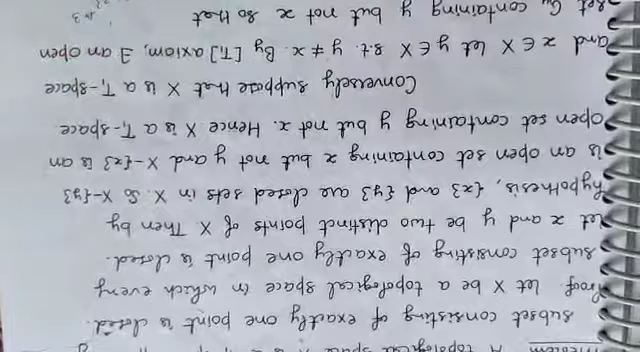 Theorem A topological space X is a T₁
subset consisting of exactly one point is closed.
Proof. Let X be a topological space in which every
subset consisting of exactly one point is closed.
Let x and y be two distinct points of X Then by
hypothesis, {x} and {y} are closed sets in X. So X-{y}
is an open set containing x but not y and X-{x} is an
open set containing y but not x. Hence X is a T₁-space.
Conversely suppose that X is a T₁-space
and x ∈ X let y ∈ X s.t. y ≠ x. By [T₁] axiom, ∃ an open
set Gy containing y but not x so that